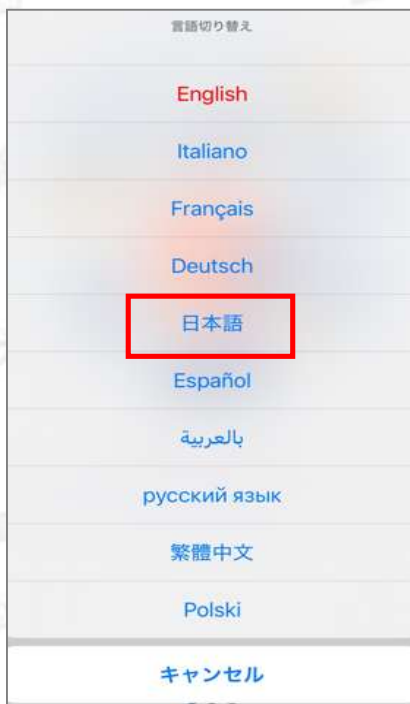 言語切り替え
English
Italiano
Français
Deutsch
日本語
Español
بالعربية
русский язык
繁體中文
Polski
キャンセル